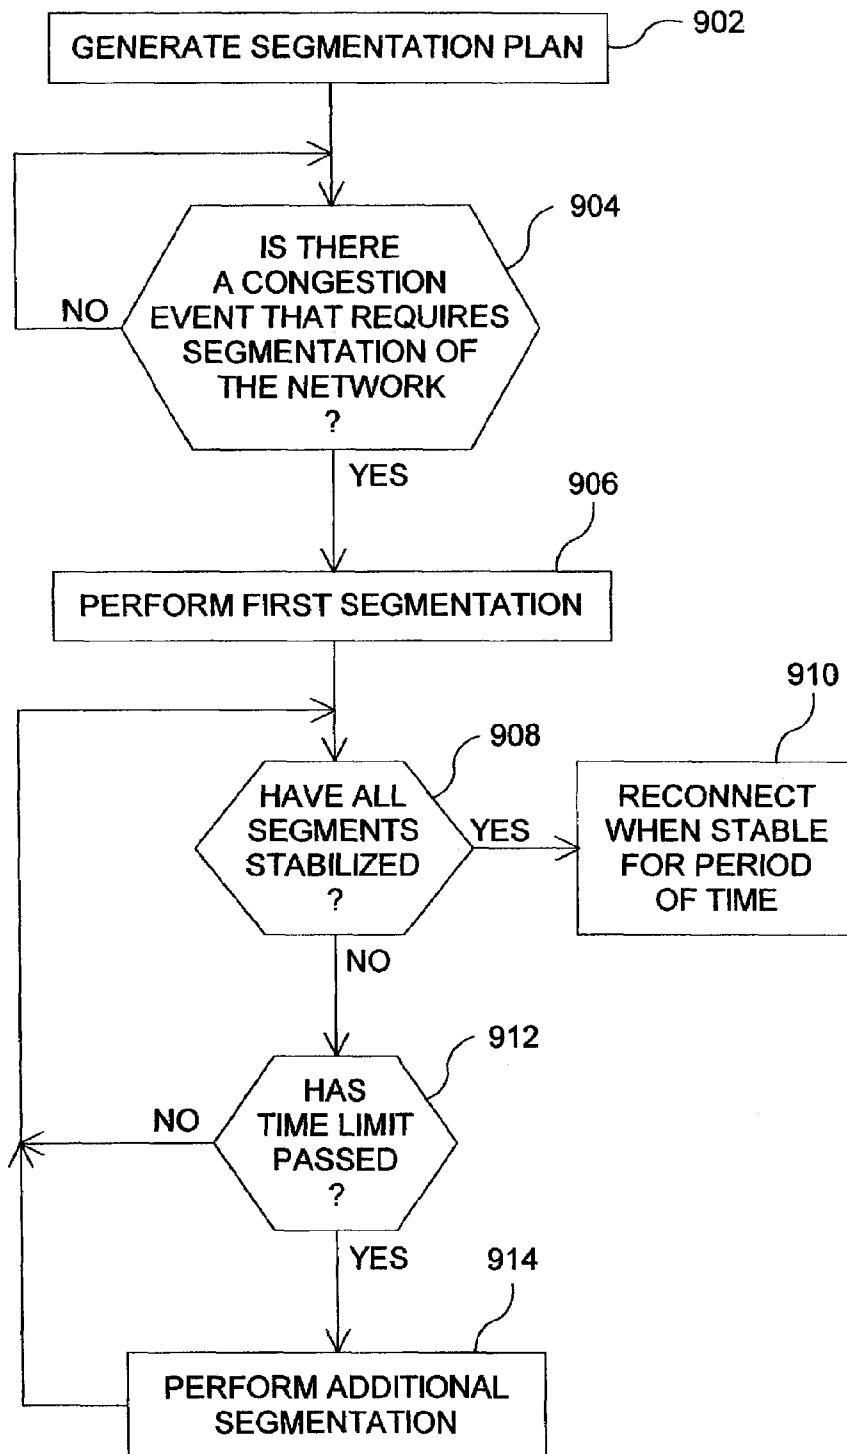 GENERATE SEGMENTATION PLAN
902
904
IS THERE
A CONGESTION
EVENT THAT REQUIRES
SEGMENTATION OF
THE NETWORK
?
NO
YES
906
PERFORM FIRST SEGMENTATION
910
908
HAVE ALL
SEGMENTS
STABILIZED
?
YES
RECONNECT
WHEN STABLE
FOR PERIOD
OF TIME
NO
912
HAS
TIME LIMIT
PASSED
?
NO
YES
914
PERFORM ADDITIONAL
SEGMENTATION